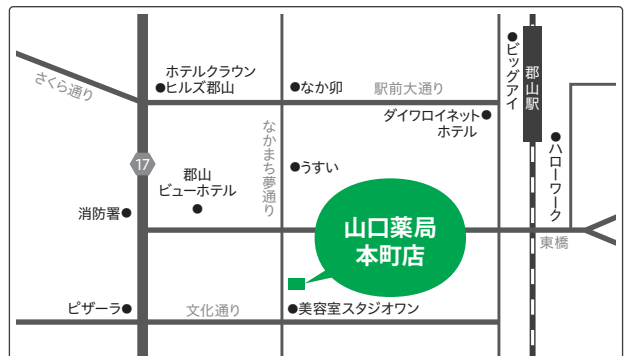 さくら通り
ホテルクラウン
ヒルズ郡山
なか卯
駅前大通り
ビッグアイ
郡山駅
ダイワロイネット
ホテル
ハローワーク
17
なかまち夢通り
うすい
郡山
ビューホテル
消防署
山口薬局
本町店
東橋
ピザーラ
文化通り
美容室スタジオワン